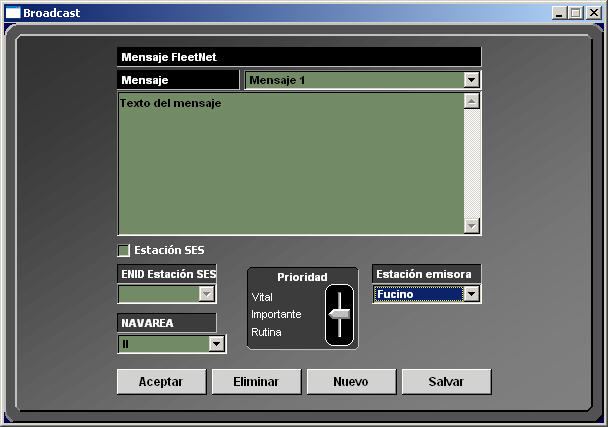 Broadcast
Mensaje FleetNet
Mensaje
Mensaje 1
Texto del mensaje
Estación SES
ENID Estación SES
Prioridad
Vital
Importante
Rutina
Estación emisora
Fucino
NAVAREA
II
Aceptar
Eliminar
Nuevo
Salvar